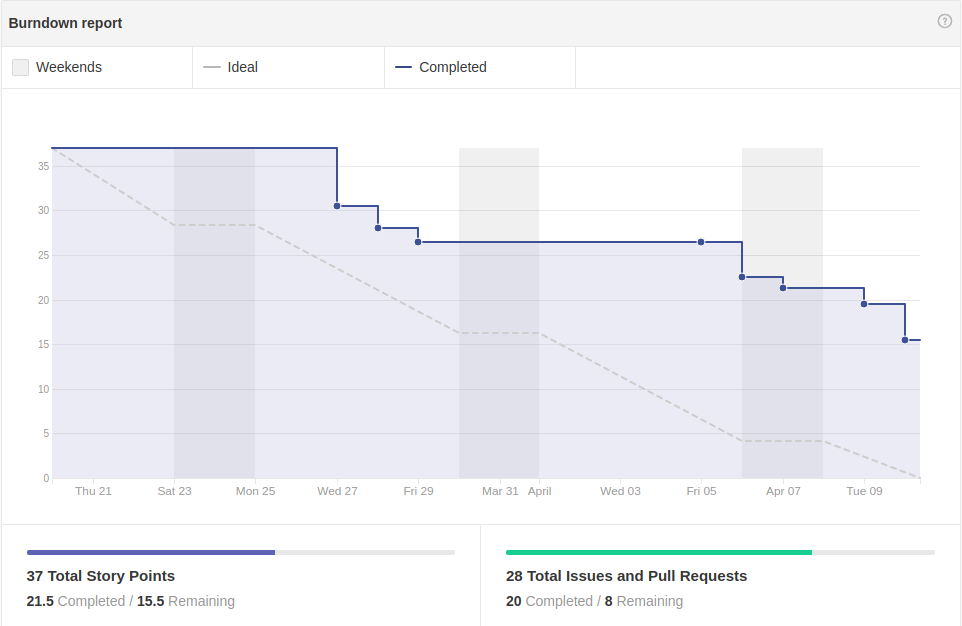 Burndown report
?
Weekends Ideal Completed
35
30
25
20
15
10
5
0
Thu 21 Sat 23 Mon 25 Wed 27 Fri 29 Mar 31 April Wed 03 Fri 05 Apr 07 Tue 09
37 Total Story Points
21.5 Completed / 15.5 Remaining
28 Total Issues and Pull Requests
20 Completed / 8 Remaining